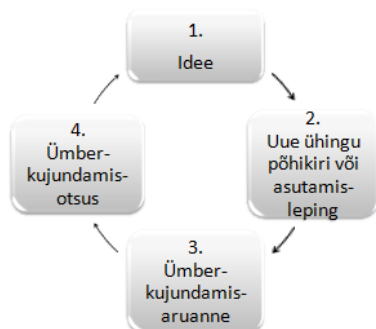 1.
Idee
2.
Uue ühingu
põhikiri või
asutamis-
leping
3.
Ümber-
kujundamis-
aruanne
4.
Ümber-
kujundamis-
otsus